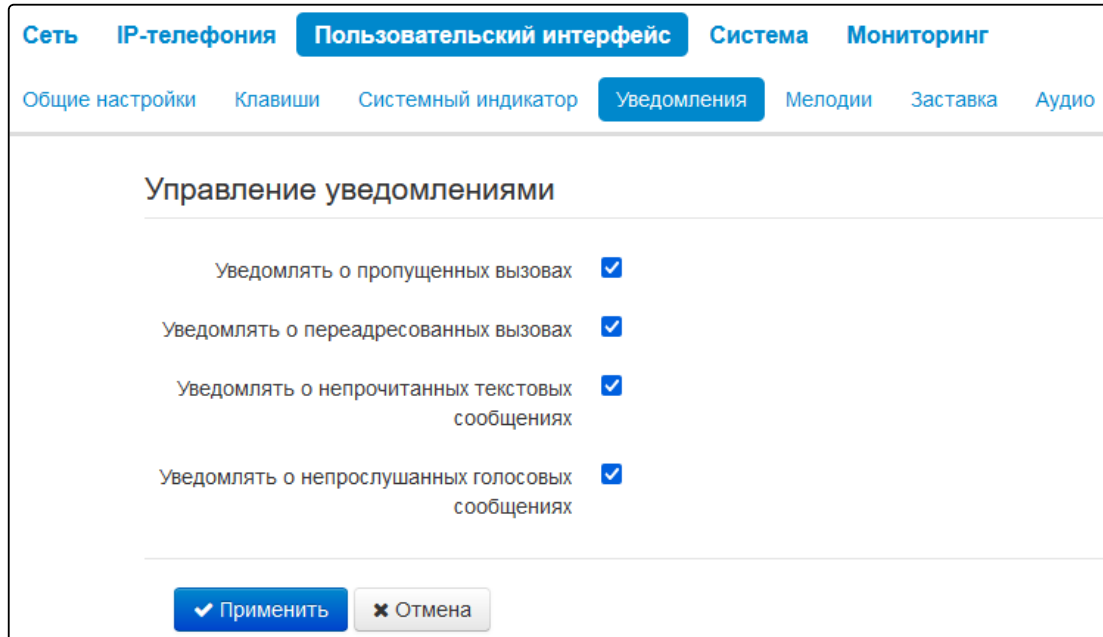 Сеть IP-телефония Пользовательский интерфейс Система Мониторинг
Общие настройки Клавиши Системный индикатор Уведомления Мелодии Заставка Аудио
Управление уведомлениями
Уведомлять о пропущенных вызовах
Уведомлять о переадресованных вызовах
Уведомлять о непрочитанных текстовых
сообщениях
Уведомлять о непрослушанных голосовых
сообщениях
Применить Отмена